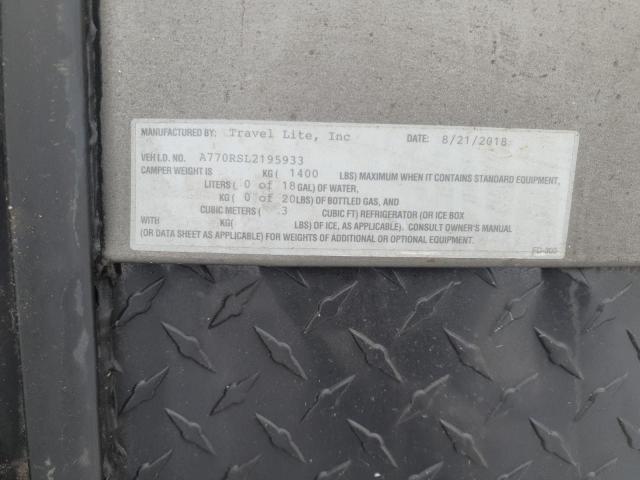 MANUFACTURED BY Travel Lite, Inc DATE: 8/21/2018
VEH I.D. NO. A770RSL2195933
CAMPER WEIGHT IS KG ( 1400 LBS) MAXIMUM WHEN IT CONTAINS STANDARD EQUIPMENT,
LITERS ( 0 of 18 GAL) OF WATER,
KG ( 0 of 20 LBS) OF BOTTLED GAS, AND
CUBIC METERS ( 3 CUBIC FT) REFRIGERATOR (OR ICE BOX
WITH KG( LBS) OF ICE, AS APPLICABLE). CONSULT OWNER'S MANUAL
(OR DATA SHEET AS APPLICABLE) FOR WEIGHTS OF ADDITIONAL OR OPTIONAL EQUIPMENT.